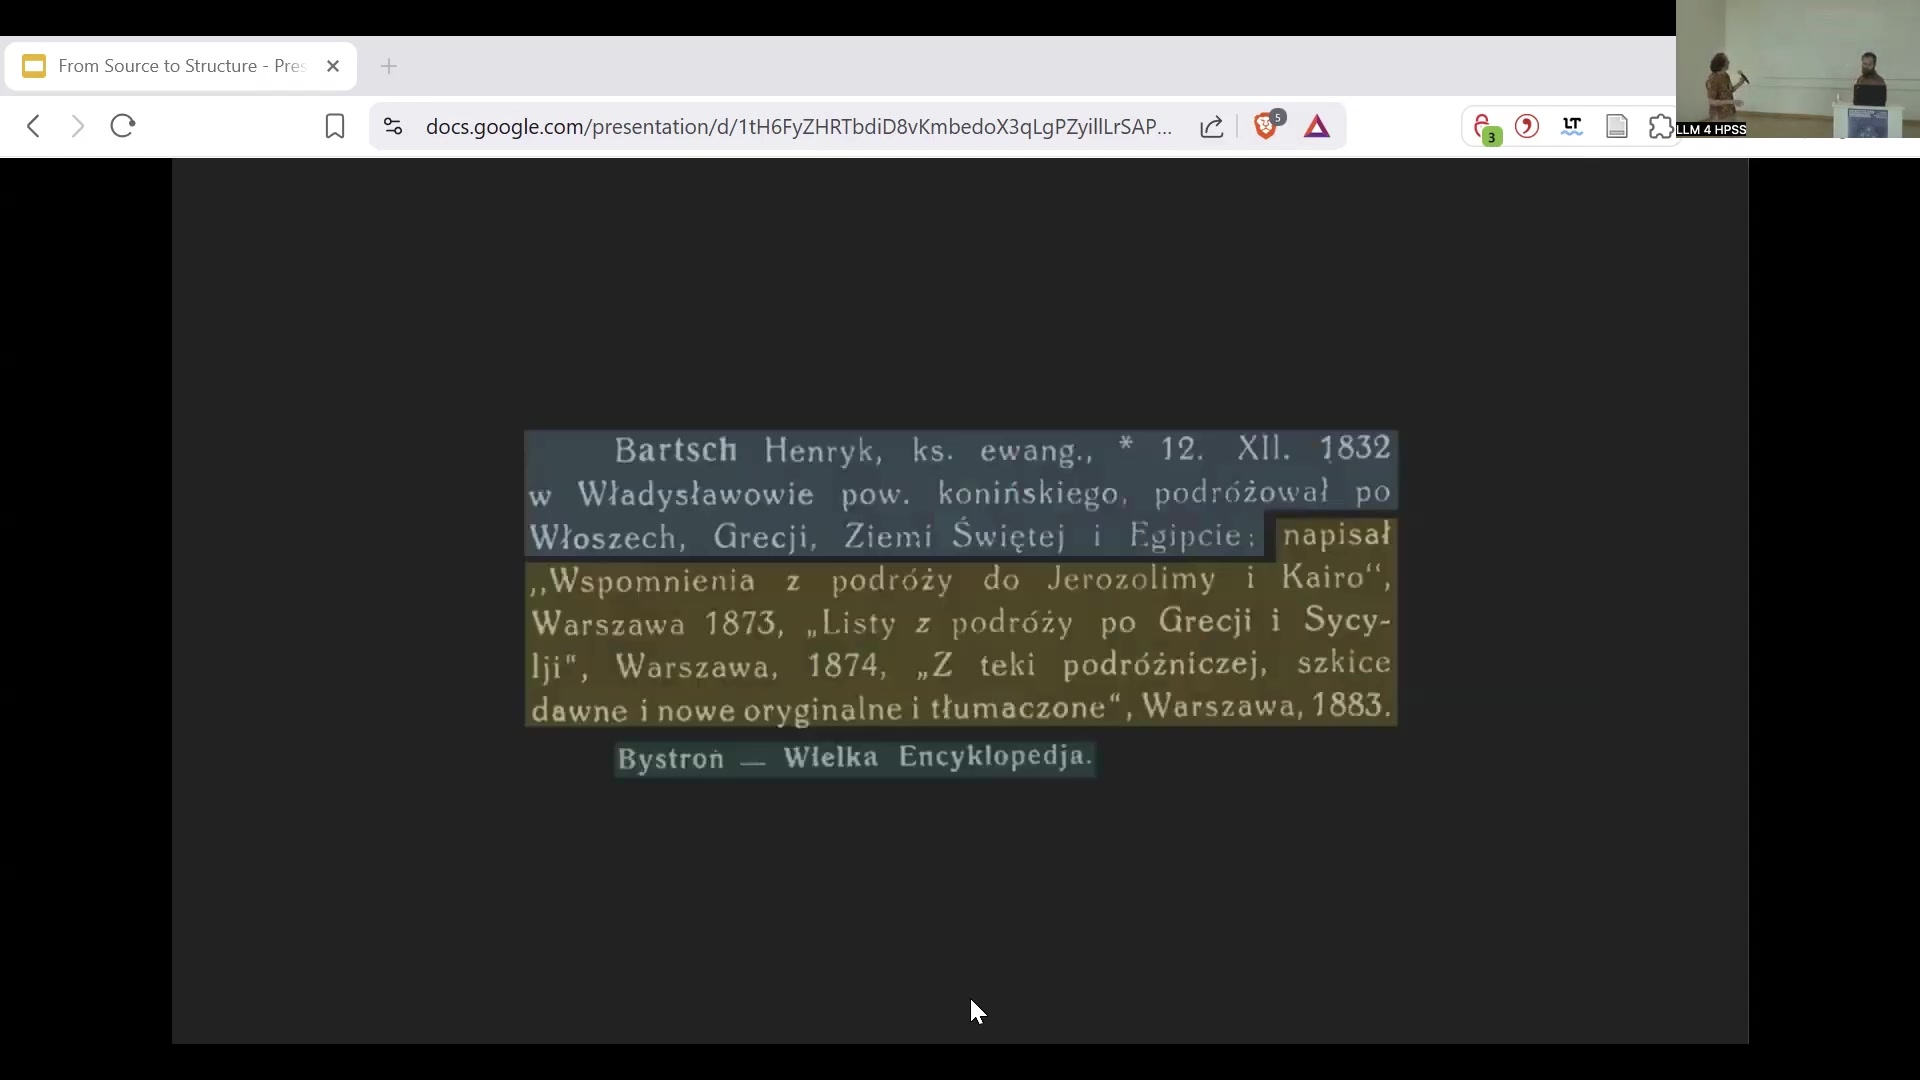 From Source to Structure - Pres
docs.google.com/presentation/d/1tH6FyZHRTbdiD8vKmbedoX3qLgPZyillLrSAP...
5
3
LT
LLM 4 HPSS
Bartsch Henryk, ks. ewang., * 12. XII. 1832
w Władysławowie pow. konińskiego, podróżował po
Włoszech, Grecji, Ziemi Świętej i Egipcie; napisał
,,Wspomnienia z podróży do Jerozolimy i Kairo‘‘,
Warszawa 1873, „Listy z podróży po Grecji i Sycy-
lji“, Warszawa, 1874, „Z teki podróżniczej, szkice
dawne i nowe oryginalne i tłumaczone“, Warszawa, 1883.
Bystroń — Wielka Encyklopedja.